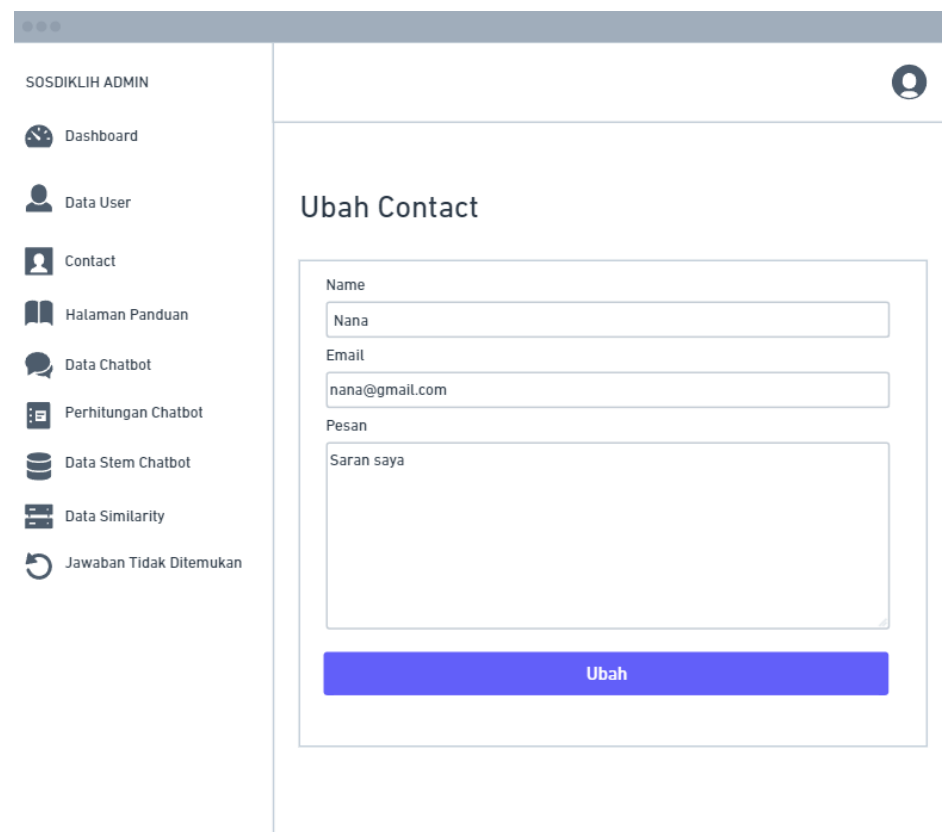 SOSDIKLIH ADMIN
Dashboard
Data User
Contact
Halaman Panduan
Data Chatbot
Perhitungan Chatbot
Data Stem Chatbot
Data Similarity
Jawaban Tidak Ditemukan
Ubah Contact
Name
Nana
Email
nana@gmail.com
Pesan
Saran saya
Ubah